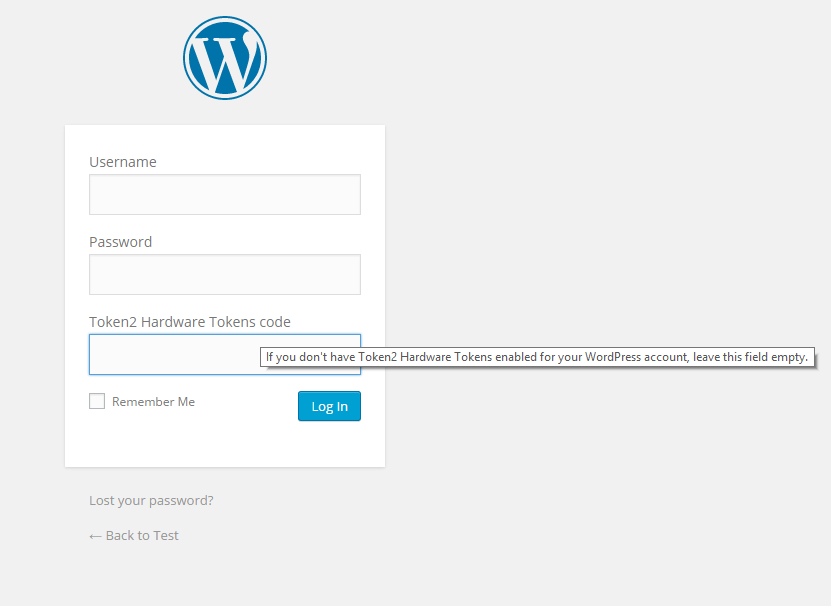 Username
Password
Token2 Hardware Tokens code
If you don't have Token2 Hardware Tokens enabled for your WordPress account, leave this field empty.
Remember Me
Log In
Lost your password?
← Back to Test